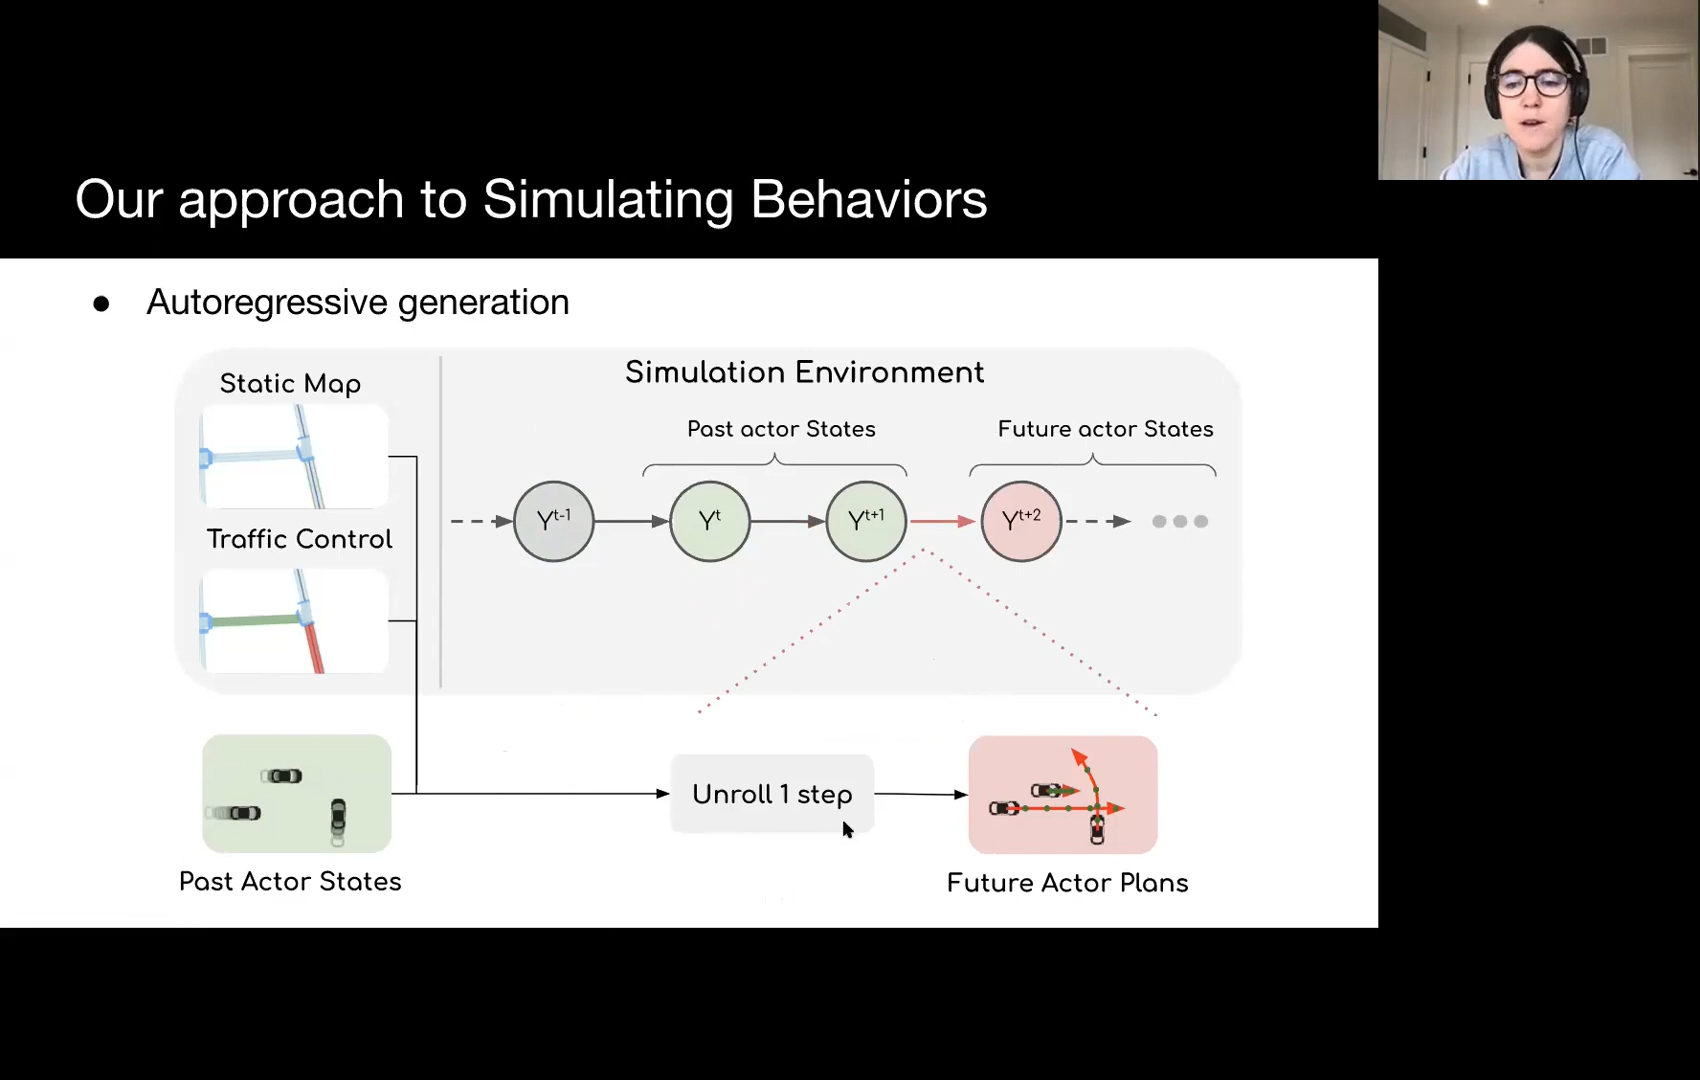 Our approach to Simulating Behaviors
● Autoregressive generation
Static Map
Simulation Environment
Past actor States
Future actor States
Y^t-1
Y^t
Y^t+1
Y^t+2
Traffic Control
Unroll 1 step
Past Actor States
Future Actor Plans